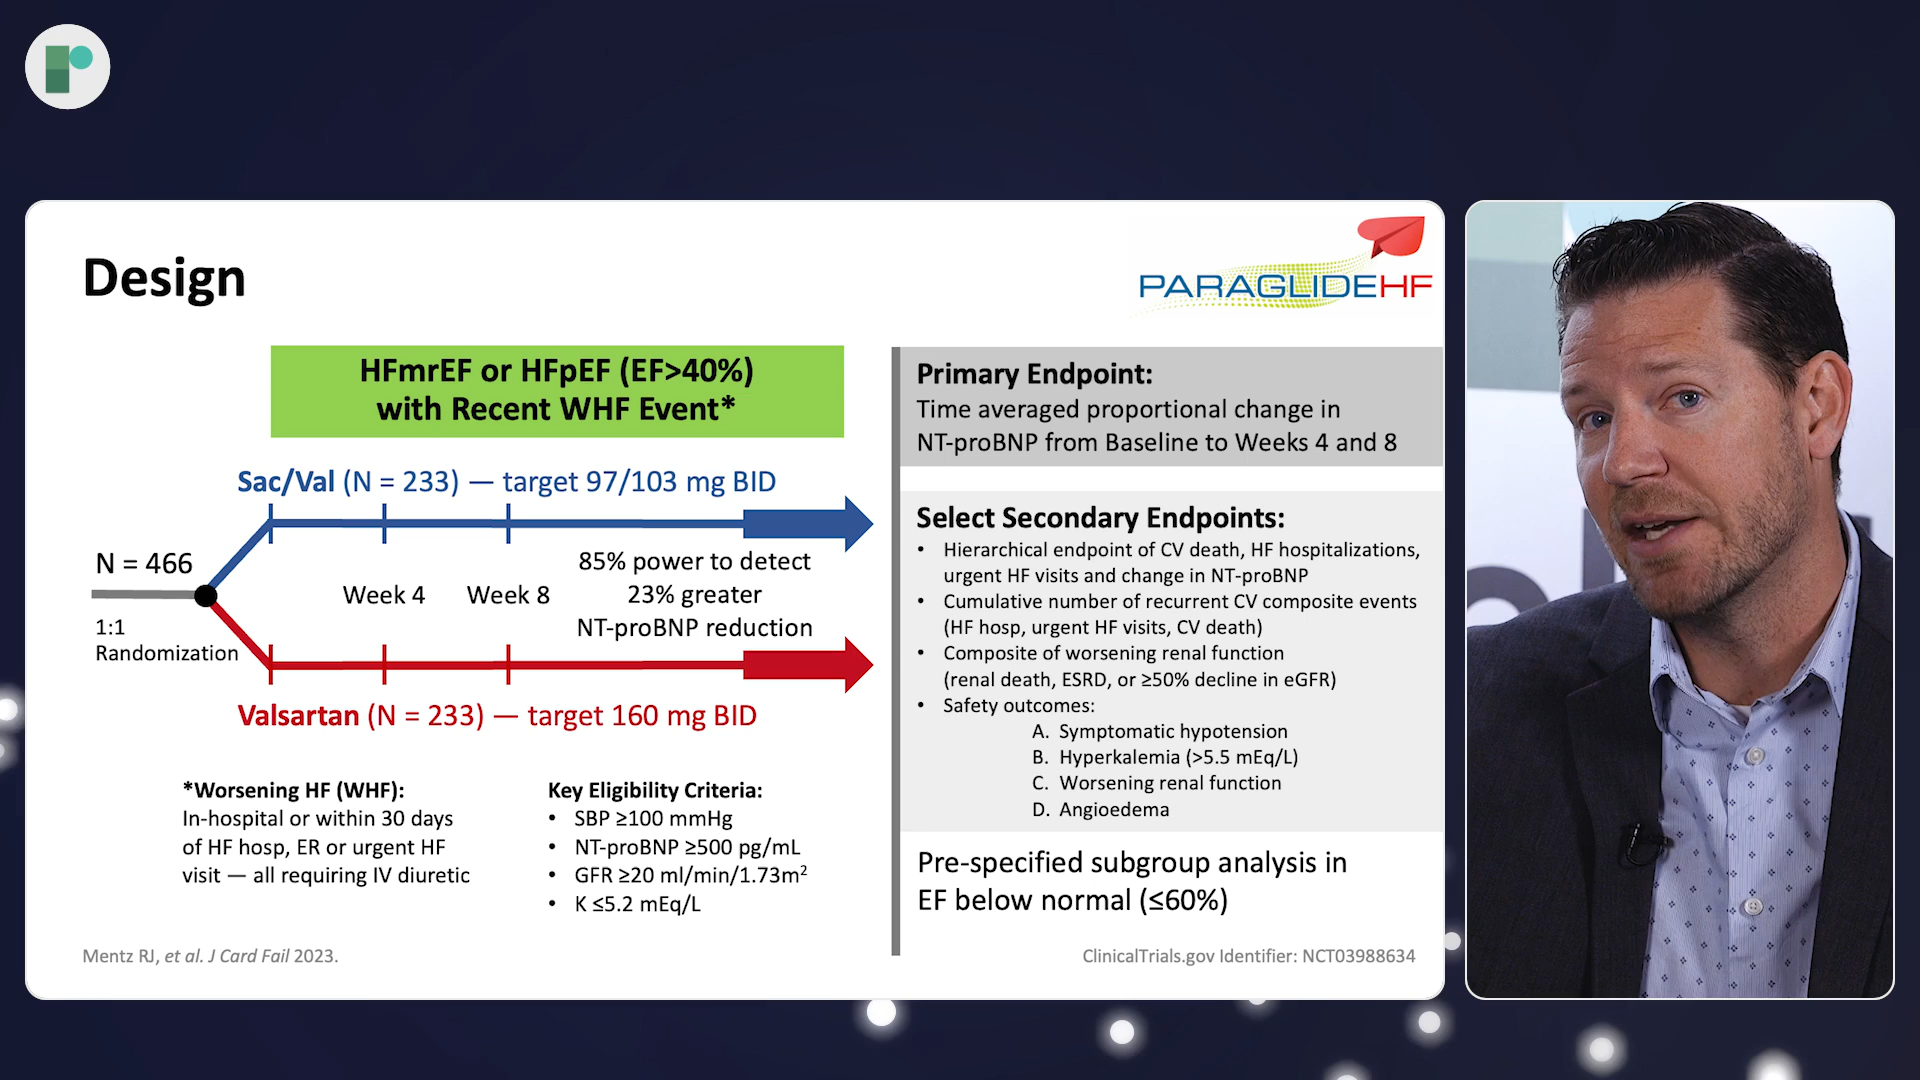 Design
PARAGLIDEHF
HFmrEF or HFpEF (EF>40%)
with Recent WHF Event*
Sac/Val (N = 233) — target 97/103 mg BID
N = 466
1:1
Randomization
Week 4
Week 8
85% power to detect
23% greater
NT-proBNP reduction
Valsartan (N = 233) — target 160 mg BID
*Worsening HF (WHF):
In-hospital or within 30 days
of HF hosp, ER or urgent HF
visit — all requiring IV diuretic
Key Eligibility Criteria:
• SBP ≥100 mmHg
• NT-proBNP ≥500 pg/mL
• GFR ≥20 ml/min/1.73m²
• K ≤5.2 mEq/L
Mentz RJ, et al. J Card Fail 2023.
Primary Endpoint:
Time averaged proportional change in
NT-proBNP from Baseline to Weeks 4 and 8
Select Secondary Endpoints:
• Hierarchical endpoint of CV death, HF hospitalizations,
urgent HF visits and change in NT-proBNP
• Cumulative number of recurrent CV composite events
(HF hosp, urgent HF visits, CV death)
• Composite of worsening renal function
(renal death, ESRD, or ≥50% decline in eGFR)
• Safety outcomes:
A. Symptomatic hypotension
B. Hyperkalemia (>5.5 mEq/L)
C. Worsening renal function
D. Angioedema
Pre-specified subgroup analysis in
EF below normal (≤60%)
ClinicalTrials.gov Identifier: NCT03988634